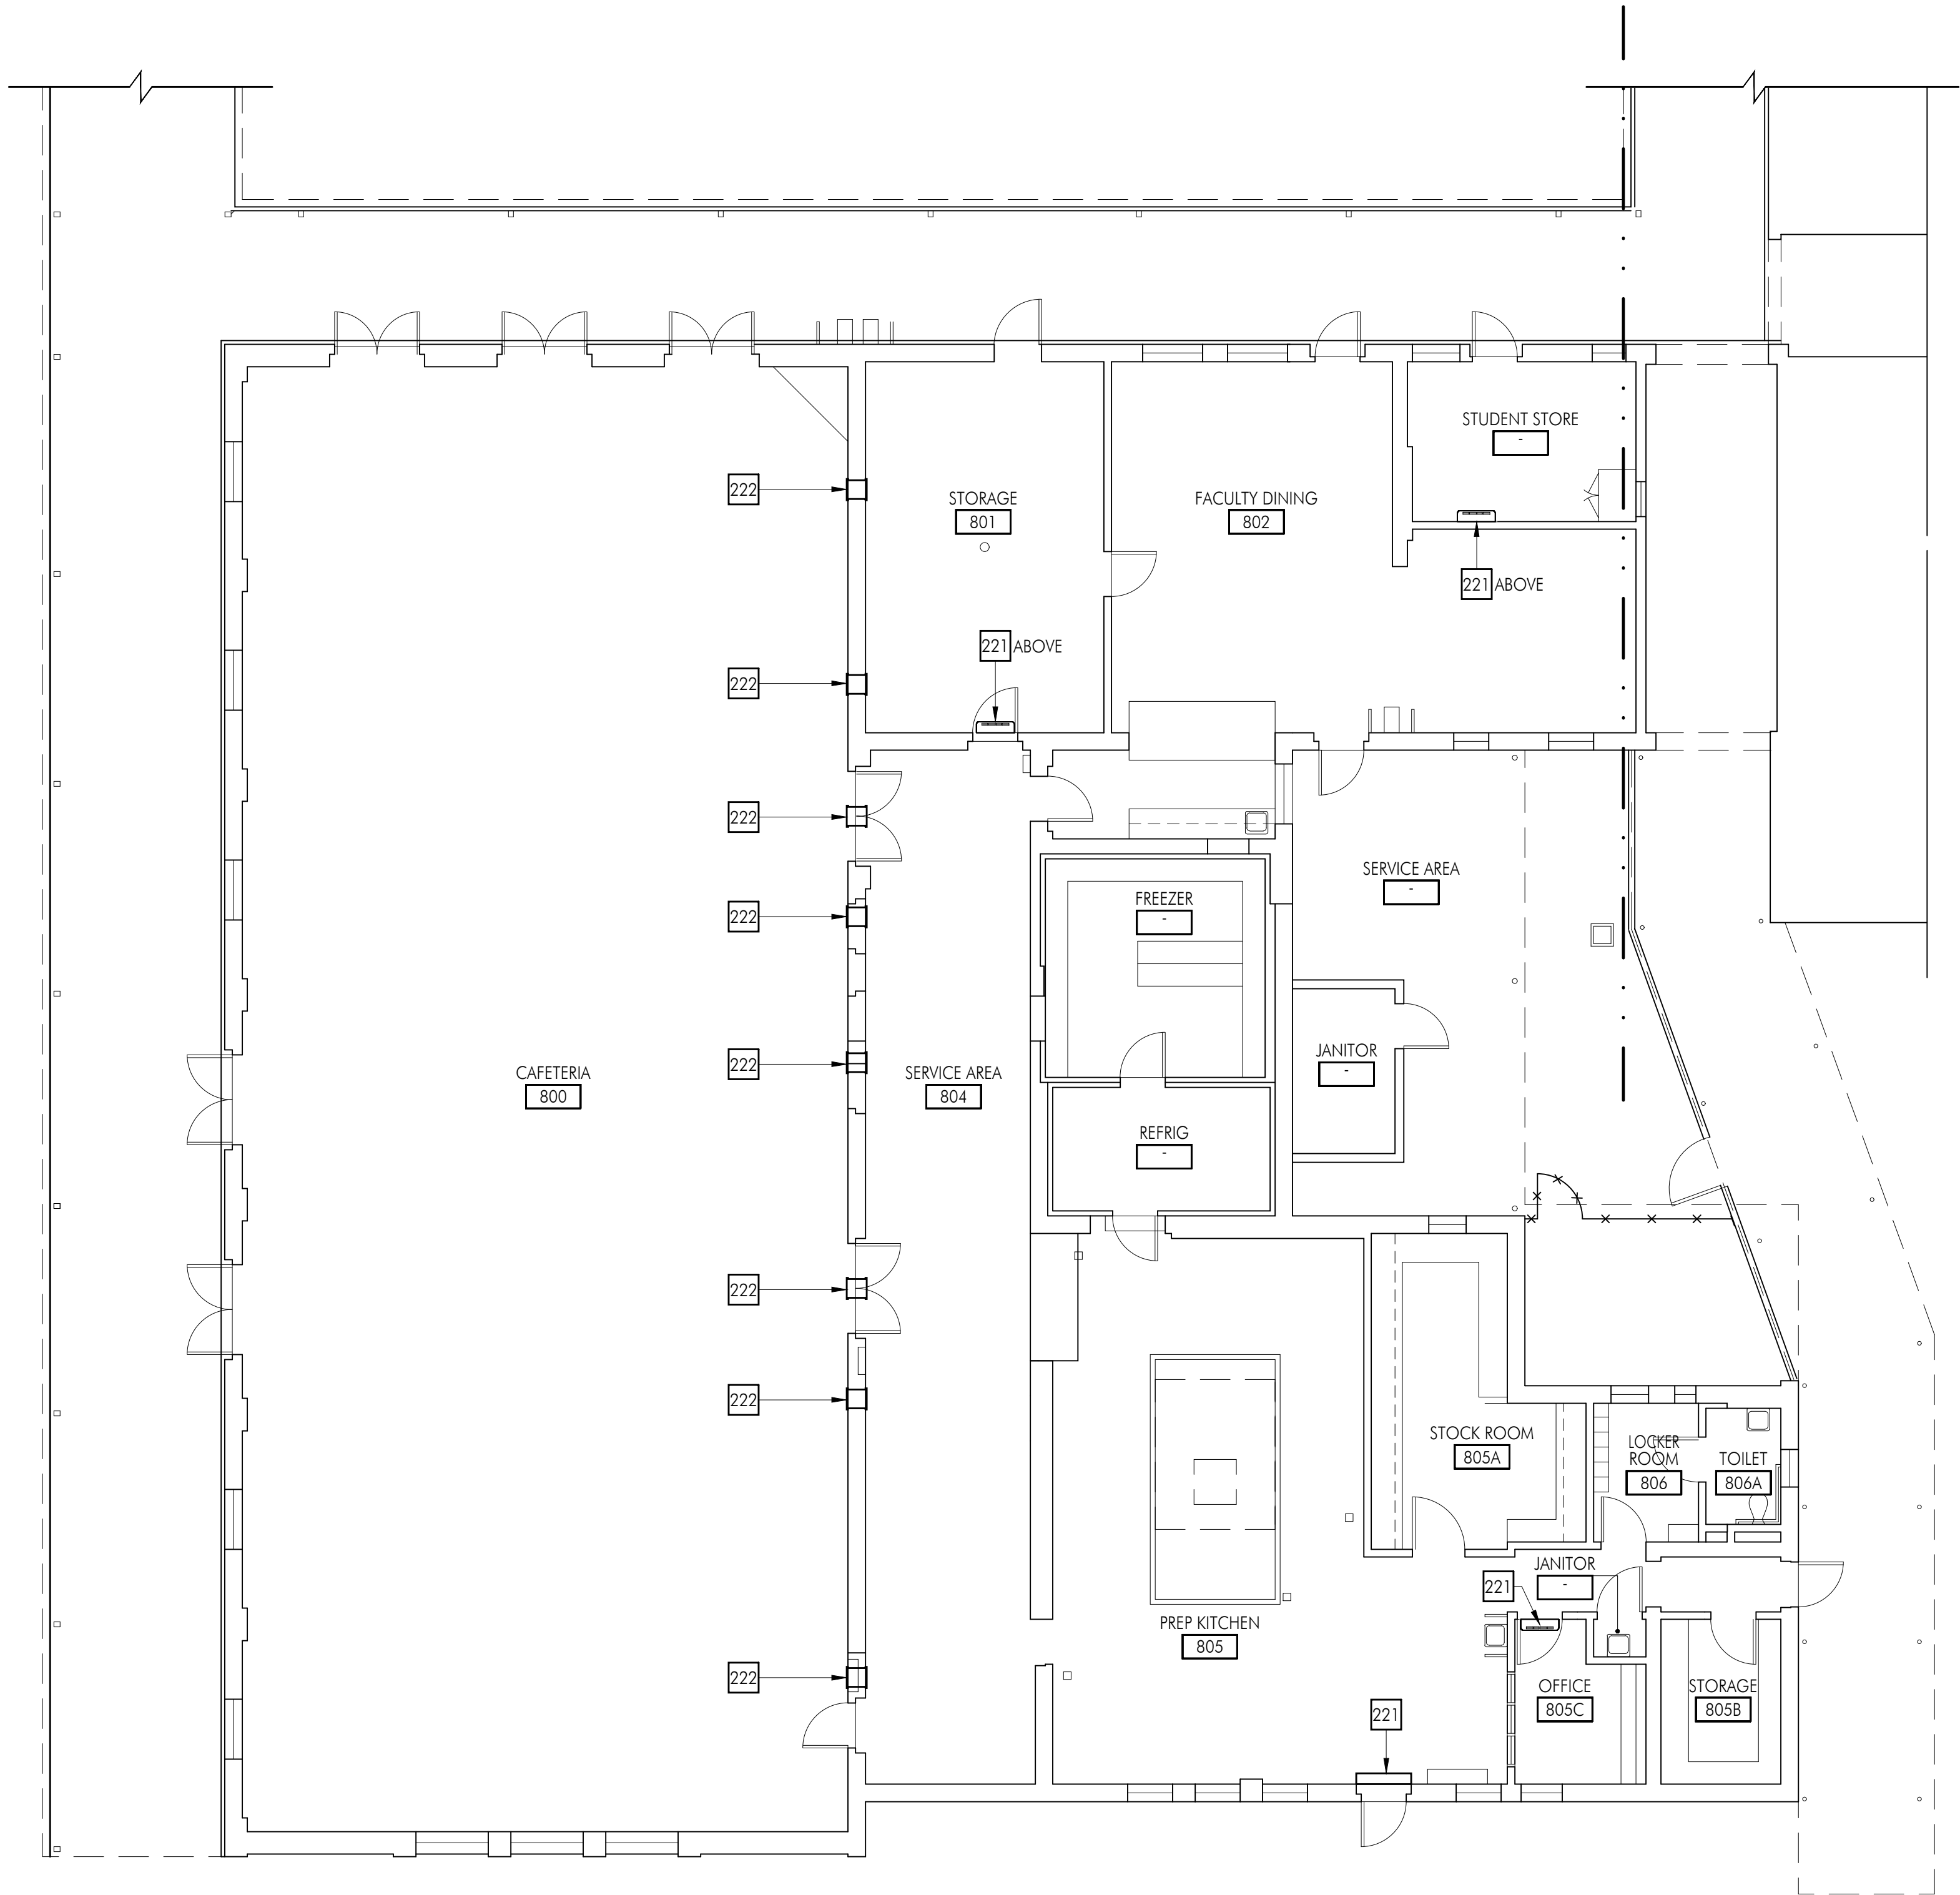 STUDENT STORE
-
222
STORAGE
801
FACULTY DINING
802
221 ABOVE
221 ABOVE
222
222
SERVICE AREA
-
FREEZER
-
222
222
JANITOR
-
CAFETERIA
800
SERVICE AREA
804
REFRIG
-
222
222
STOCK ROOM
805A
LOCKER
ROOM
806
TOILET
806A
JANITOR
-
221
PREP KITCHEN
805
222
OFFICE
805C
STORAGE
805B
221